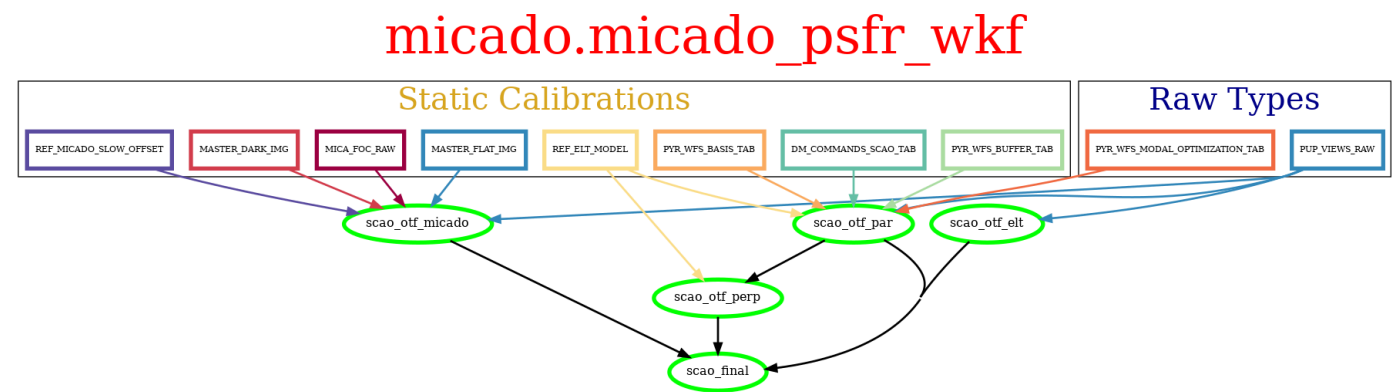 micado.micado_psfr_wkf
Static Calibrations
Raw Types
REF_MICADO_SLOW_OFFSET
MASTER_DARK_IMG
MICA_FOC_RAW
MASTER_FLAT_IMG
REF_ELT_MODEL
PYR_WFS_BASIS_TAB
DM_COMMANDS_SCAO_TAB
PYR_WFS_BUFFER_TAB
PYR_WFS_MODAL_OPTIMIZATION_TAB
PUP_VIEWS_RAW
scao_otf_micado
scao_otf_par
scao_otf_elt
scao_otf_perp
scao_final